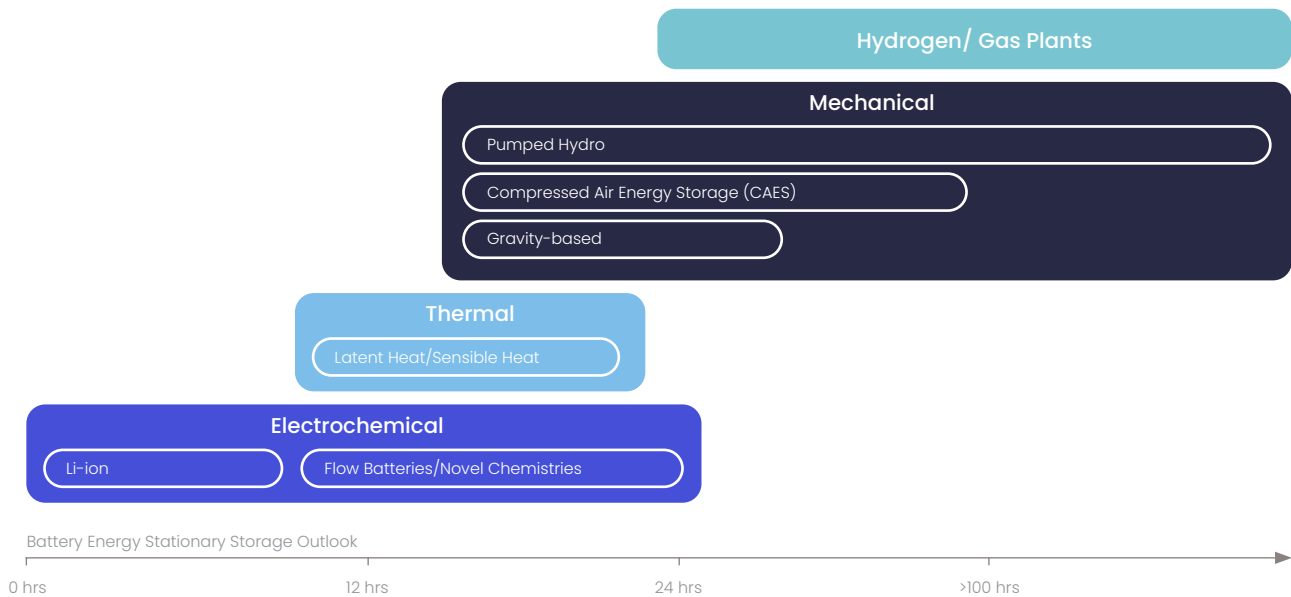 Hydrogen/ Gas Plants
Mechanical
Pumped Hydro
Compressed Air Energy Storage (CAES)
Gravity-based
Thermal
Latent Heat/Sensible Heat
Electrochemical
Li-ion
Flow Batteries/Novel Chemistries
Battery Energy Stationary Storage Outlook
0 hrs
12 hrs
24 hrs
>100 hrs